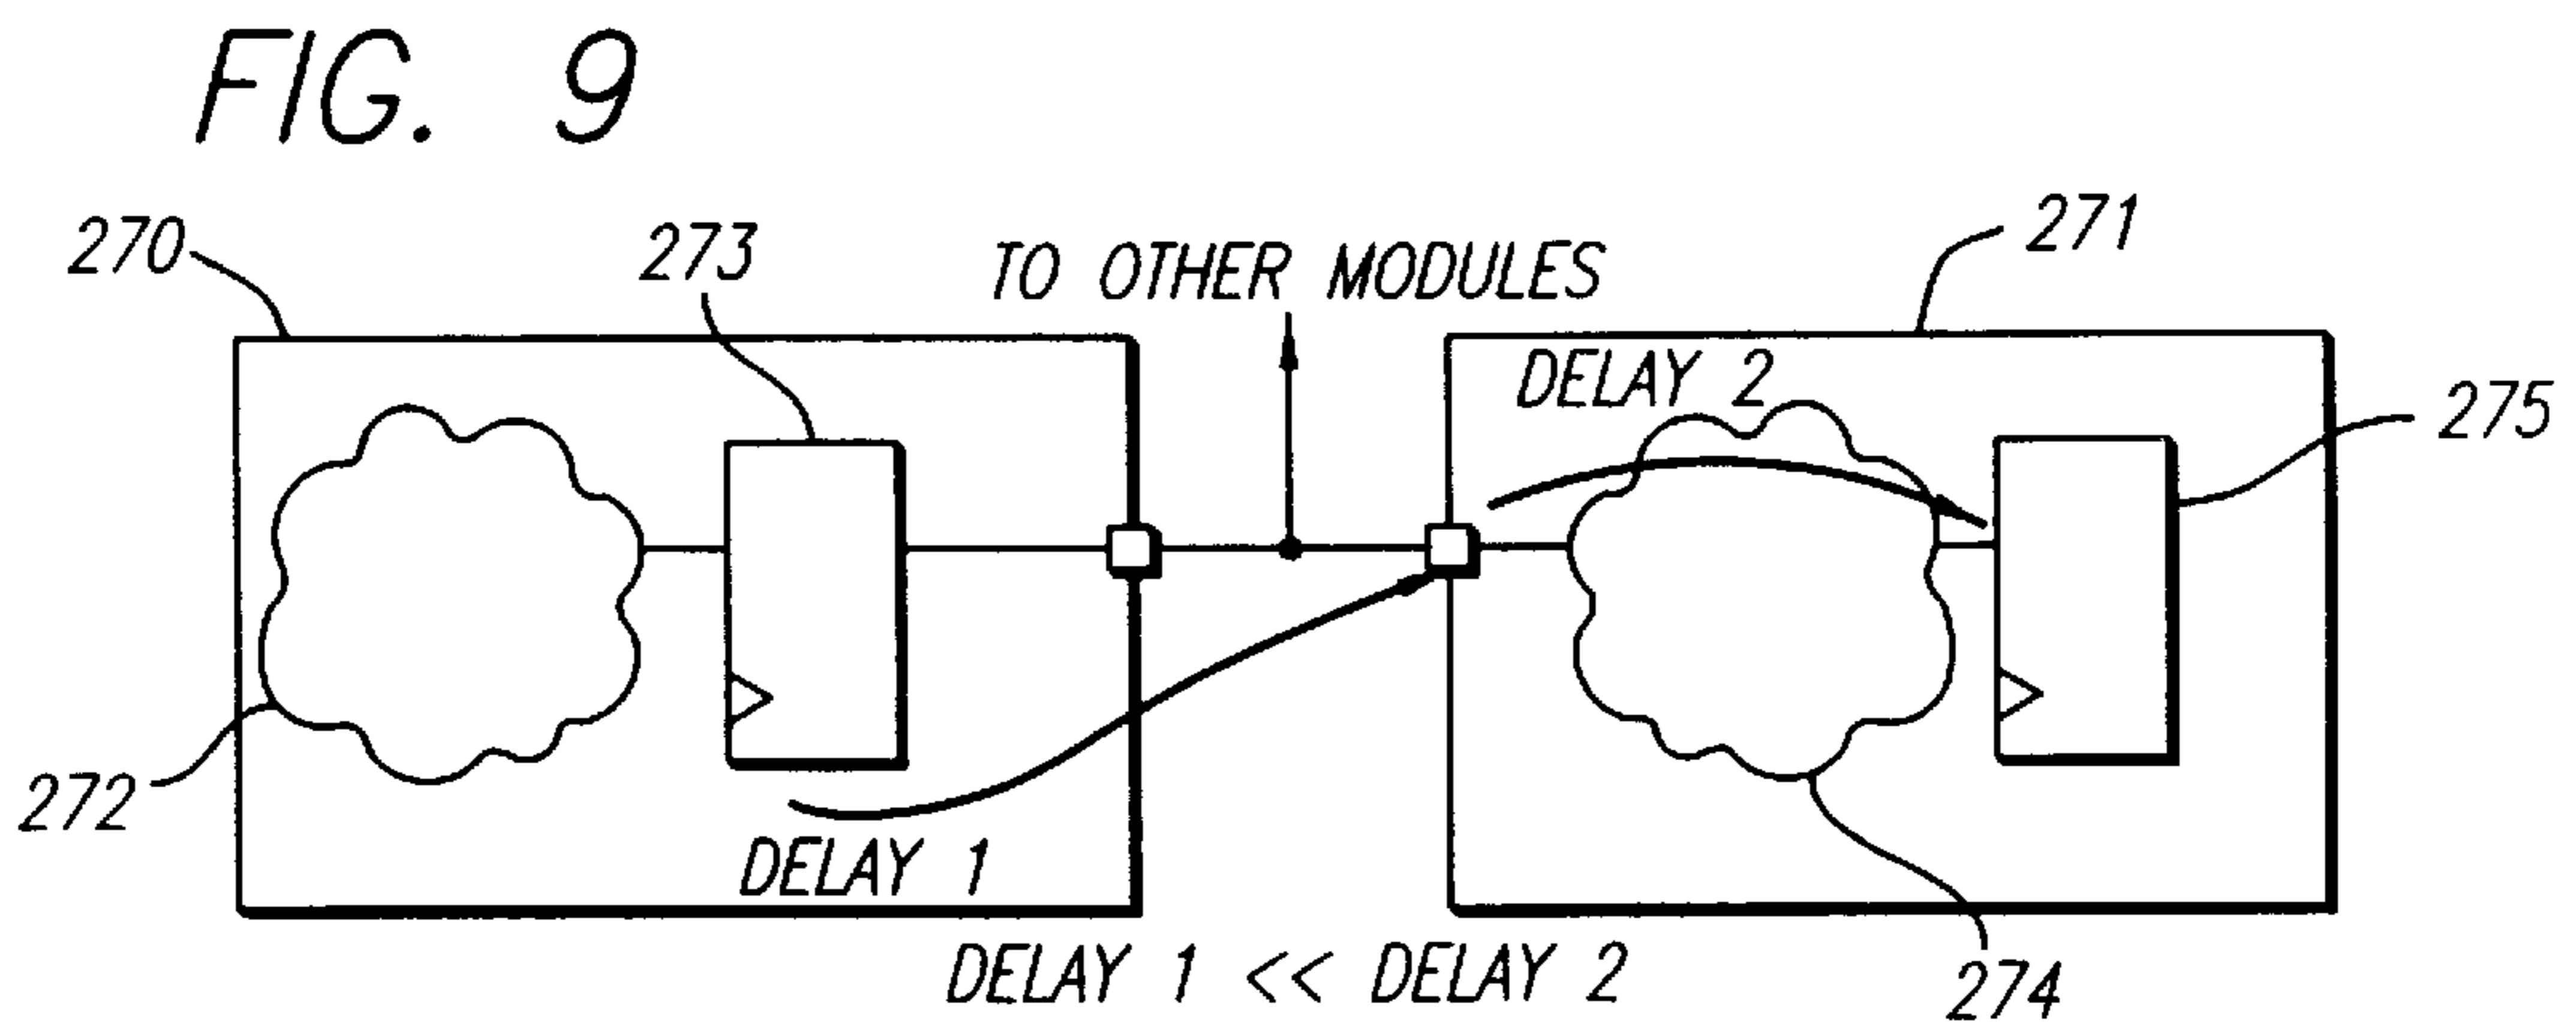 FIG. 9
270
273
TO OTHER MODULES
271
DELAY 2
275
272
DELAY 1
DELAY 1 << DELAY 2
274